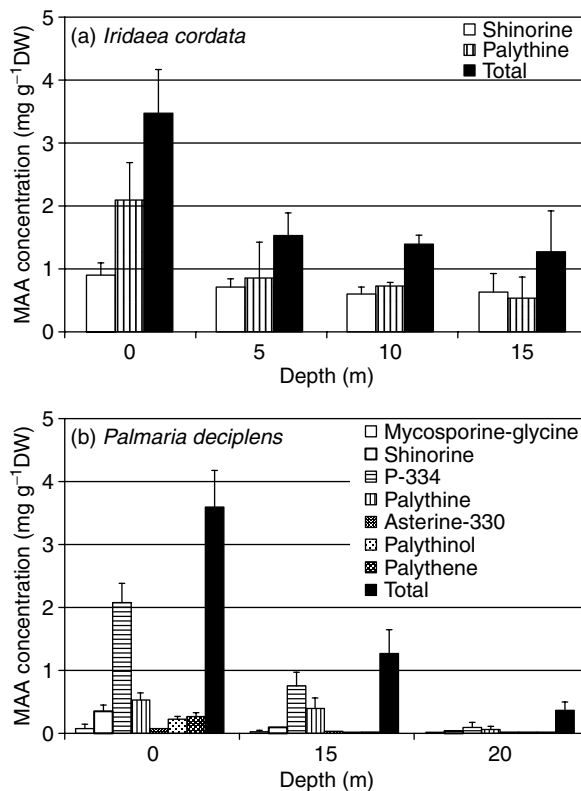 (a) Iridaea cordata
Shinorine
Palythine
Total
MAA concentration (mg g⁻¹DW)
5
4
3
2
1
0
0 5 10 15
Depth (m)
(b) Palmaria deciplens
Mycosporine-glycine
Shinorine
P-334
Palythine
Asterine-330
Palythinol
Palythene
Total
MAA concentration (mg g⁻¹DW)
5
4
3
2
1
0
0 15 20
Depth (m)